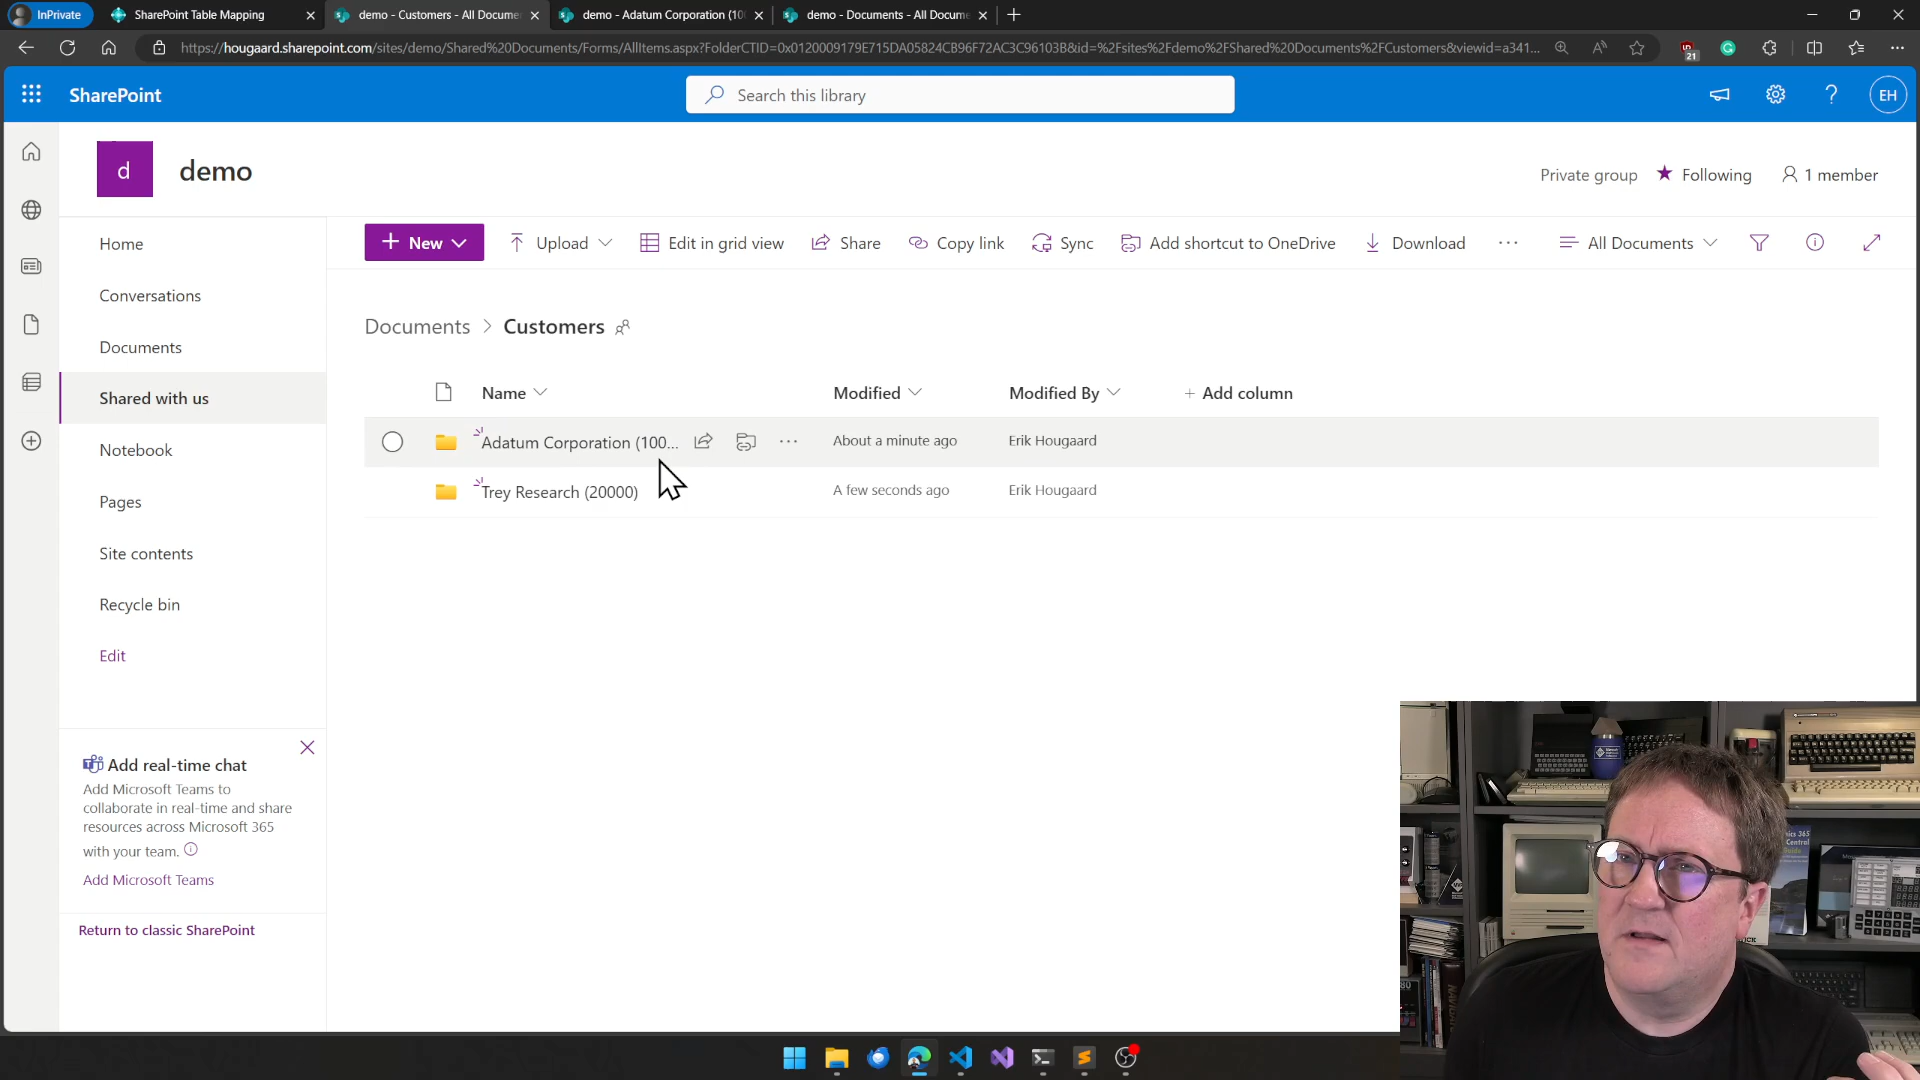 InPrivate
SharePoint Table Mapping
demo - Customers - All Docume
demo - Adatum Corporation (10
demo - Documents - All Docume
https://hougaard.sharepoint.com/sites/demo/Shared%20Documents/Forms/AllItems.aspx?FolderCTID=0x0120009179E715DA05824CB96F72AC3C96103B&id=%2Fsites%2Fdemo%2FShared%20Documents%2FCustomers&viewid=a341...
21
SharePoint
Search this library
EH
d
demo
Private group
Following
1 member
Home
Conversations
Documents
Shared with us
Notebook
Pages
Site contents
Recycle bin
Edit
New
Upload
Edit in grid view
Share
Copy link
Sync
Add shortcut to OneDrive
Download
All Documents
Documents > Customers
Name
Modified
Modified By
Add column
Adatum Corporation (100...
About a minute ago
Erik Hougaard
Trey Research (20000)
A few seconds ago
Erik Hougaard
Add real-time chat
Add Microsoft Teams to
collaborate in real-time and share
resources across Microsoft 365
with your team.
Add Microsoft Teams
Return to classic SharePoint